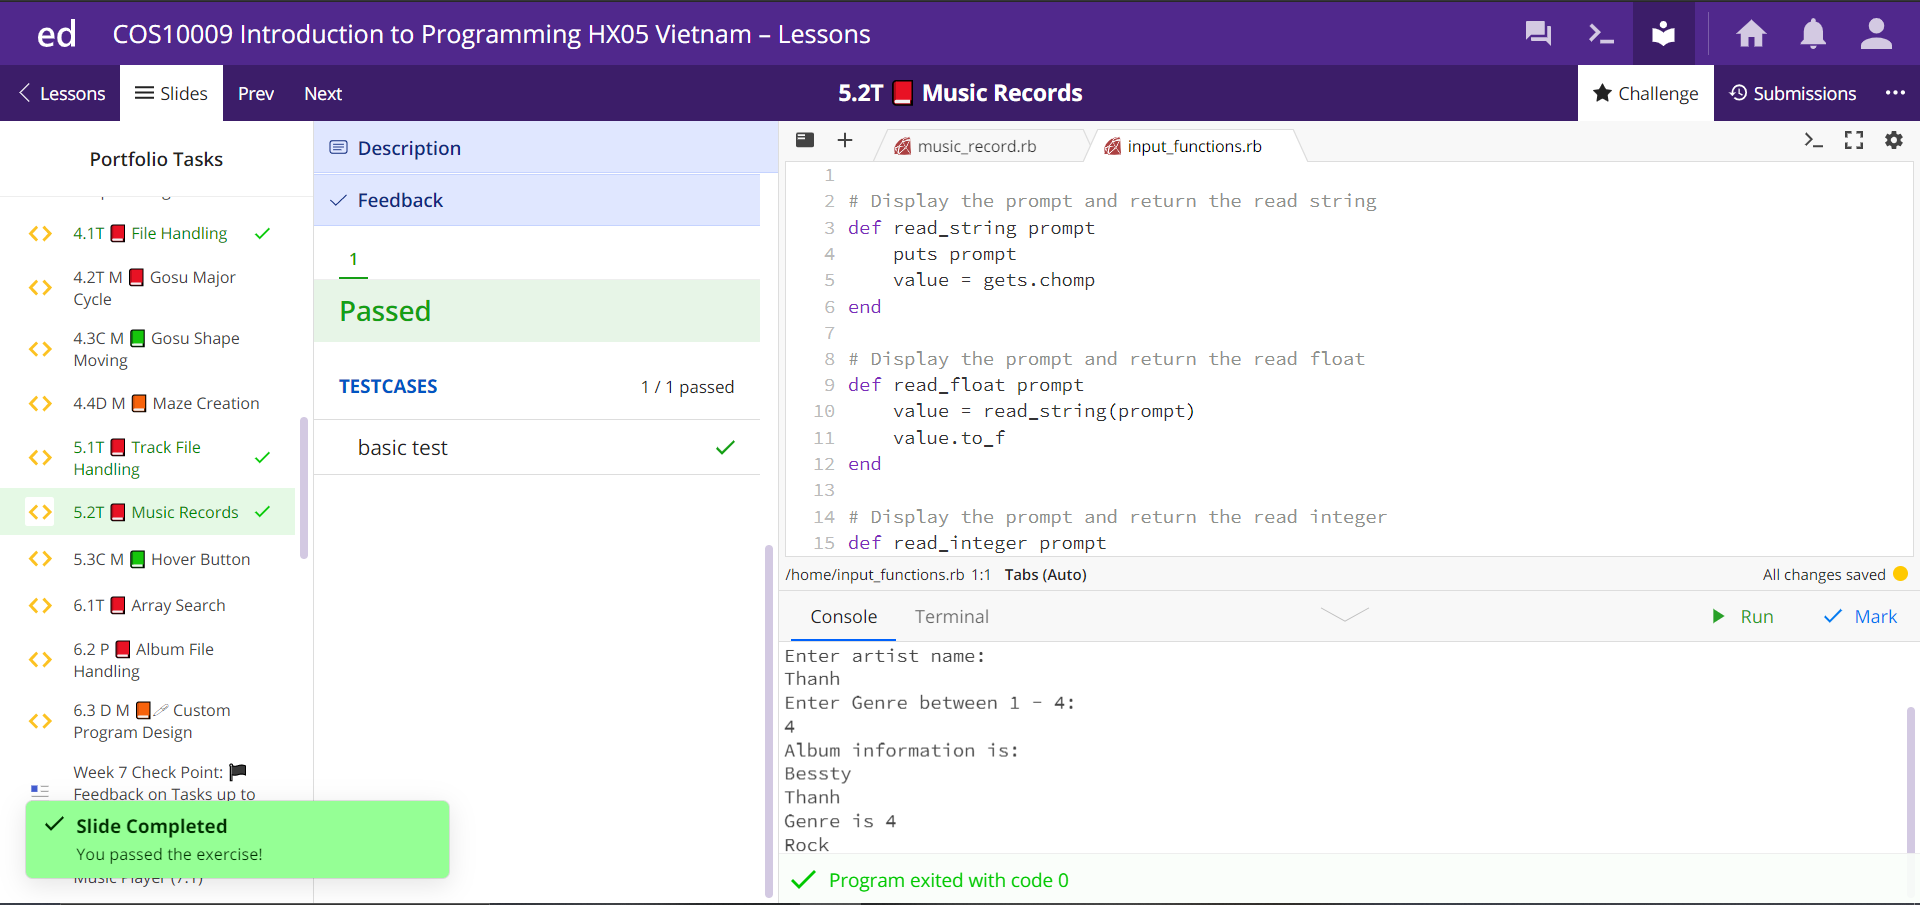 ed COS10009 Introduction to Programming HX05 Vietnam – Lessons
Lessons Slides Prev Next 5.2T Music Records Challenge Submissions
Portfolio Tasks
4.1T File Handling
4.2T M Gosu Major
Cycle
4.3C M Gosu Shape
Moving
4.4D M Maze Creation
5.1T Track File
Handling
5.2T Music Records
5.3C M Hover Button
6.1T Array Search
6.2 P Album File
Handling
6.3 D M Custom
Program Design
Week 7 Check Point:
Feedback on Tasks up to
Slide Completed
You passed the exercise!
Music Player (7.1)
Description
Feedback
1
Passed
TESTCASES 1 / 1 passed
basic test
music_record.rb input_functions.rb
1
2 # Display the prompt and return the read string
3 def read_string prompt
4 puts prompt
5 value = gets.chomp
6 end
7
8 # Display the prompt and return the read float
9 def read_float prompt
10 value = read_string(prompt)
11 value.to_f
12 end
13
14 # Display the prompt and return the read integer
15 def read_integer prompt
/home/input_functions.rb 1:1 Tabs (Auto) All changes saved
Console Terminal Run Mark
Enter artist name:
Thanh
Enter Genre between 1 - 4:
4
Album information is:
Bessty
Thanh
Genre is 4
Rock
Program exited with code 0